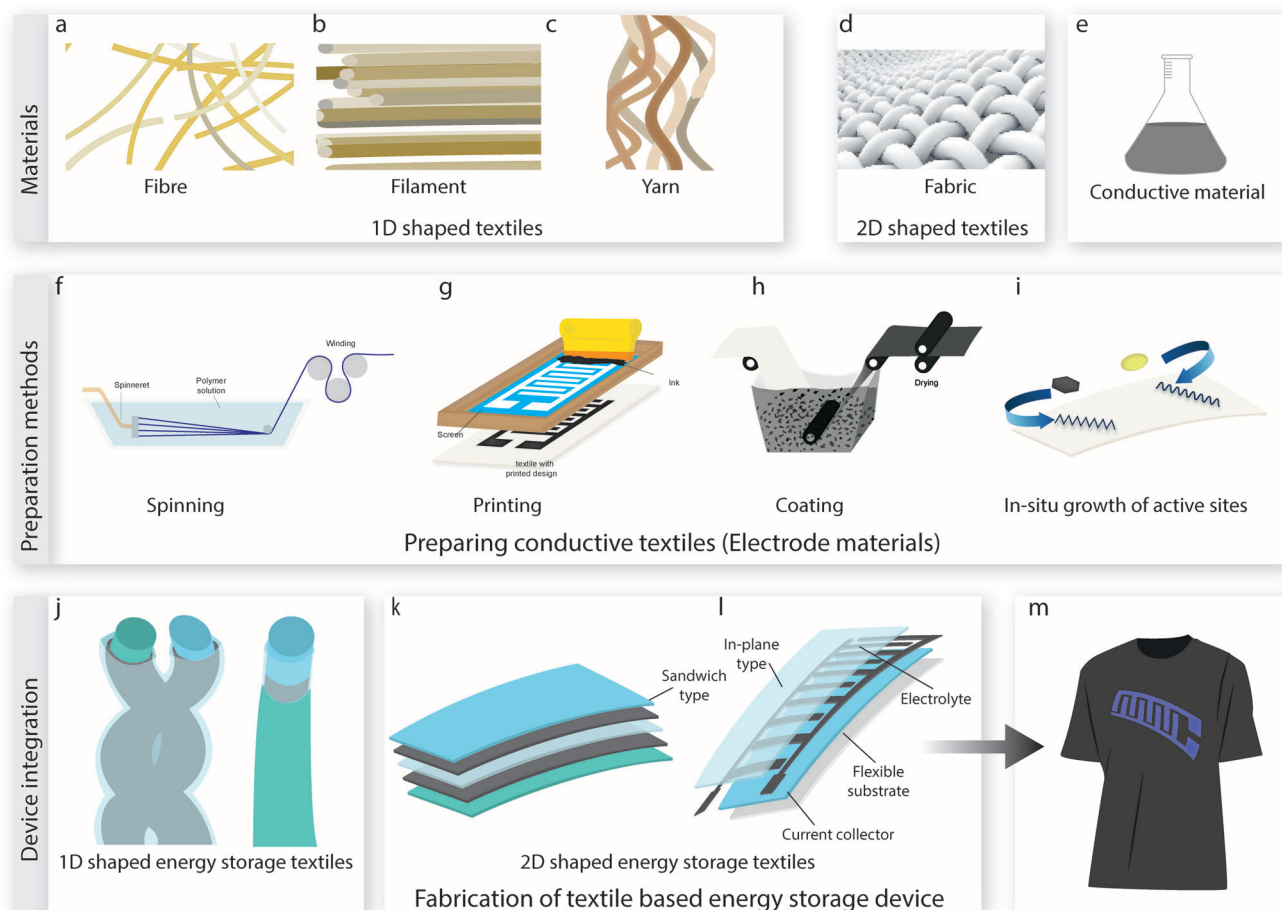 Materials
a
b
c
d
e
Fibre
Filament
Yarn
Fabric
Conductive material
1D shaped textiles
2D shaped textiles
Preparation methods
f
g
h
i
Spinneret
Polymer
solution
Winding
Ink
Screen
textile with
printed design
Drying
Spinning
Printing
Coating
In-situ growth of active sites
Preparing conductive textiles (Electrode materials)
Device integration
j
k
l
m
Sandwich
type
In-plane
type
Electrolyte
Flexible
substrate
Current collector
1D shaped energy storage textiles
2D shaped energy storage textiles
Fabrication of textile based energy storage device